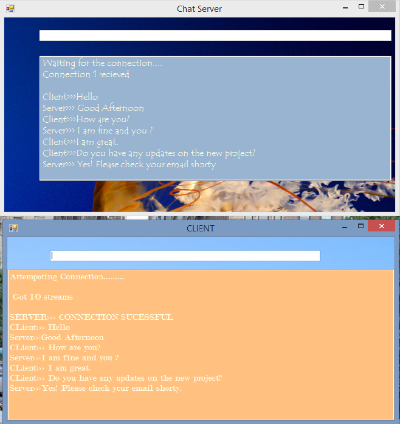 Chat Server
Waiting for the connection.....
Connection 1 recieved
Client>>>Hello
Server>>> Good Afternoon
Client>>>How are you?
Server>>> I am fine and you ?
Client>>>I am great.
Client>>>Do you have any updates on the new project?
Server>>> Yes! Please check your email shorty
CLIENT
Attempating Connection.........
Got IO streams
SERVER>>> CONNECTION SUCESSFUL
CLient>> Hello
Server>>Good Afternoon
CLient>> How are you?
Server>>I am fine and you ?
CLient>> I am great.
CLient>> Do you have any updates on the new project?
Server>>Yes! Please check your email shorty.